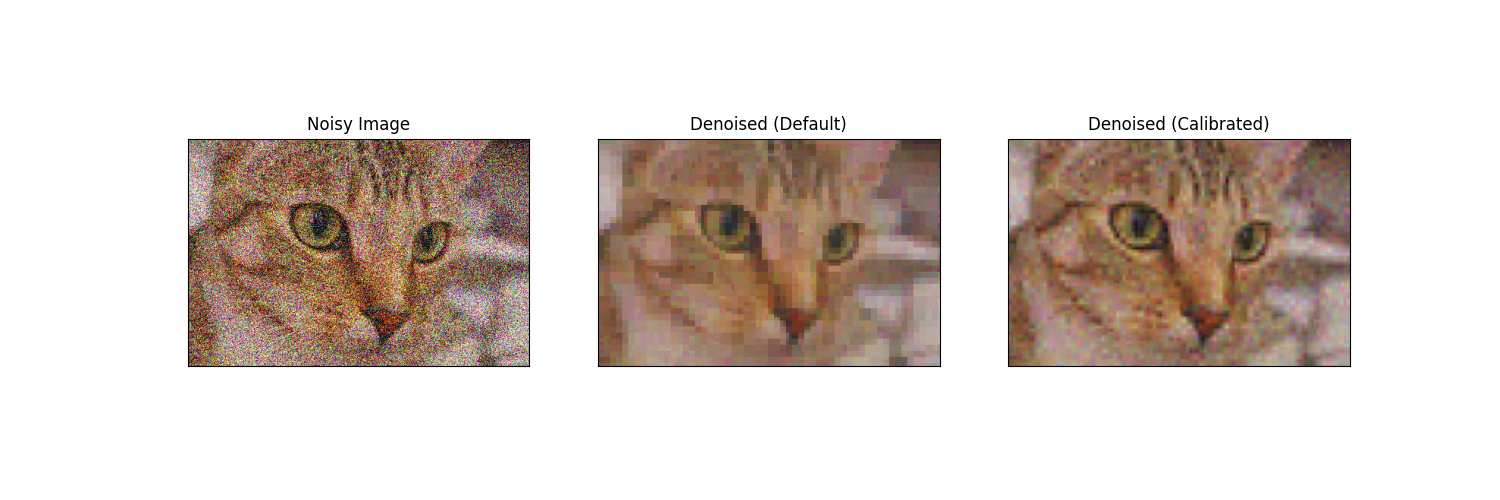 Noisy Image
Denoised (Default)
Denoised (Calibrated)